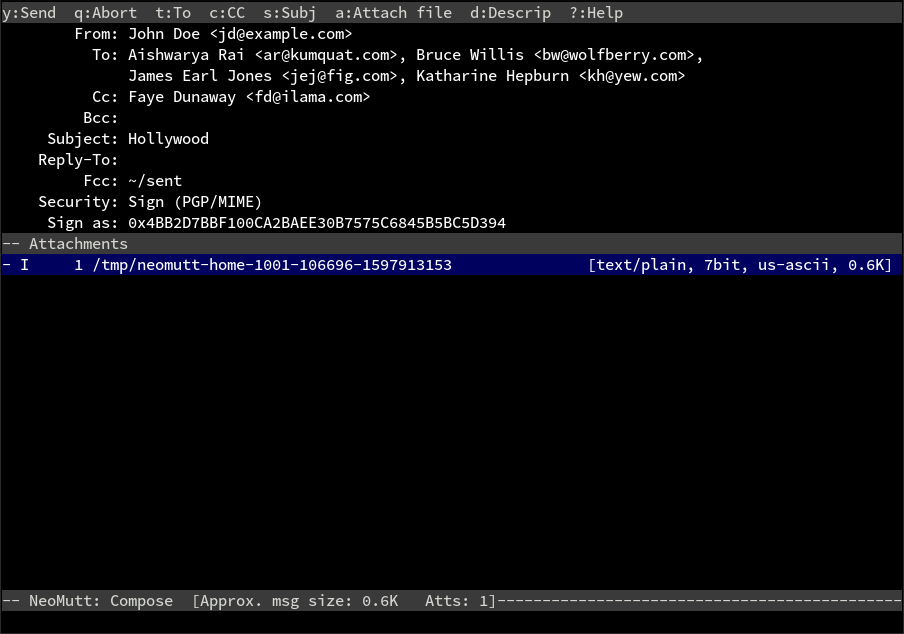 y:Send  q:Abort  t:To  c:CC  s:Subj  a:Attach file  d:Descrip  ?:Help
        From: John Doe <jd@example.com>
          To: Aishwarya Rai <ar@kumquat.com>, Bruce Willis <bw@wolfberry.com>,
              James Earl Jones <jej@fig.com>, Katharine Hepburn <kh@yew.com>
          Cc: Faye Dunaway <fd@ilama.com>
         Bcc:
     Subject: Hollywood
    Reply-To:
         Fcc: ~/sent
    Security: Sign (PGP/MIME)
     Sign as: 0x4BB2D7BBF100CA2BAEE30B7575C6845B5BC5D394
-- Attachments
- I     1 /tmp/neomutt-home-1001-106696-1597913153               [text/plain, 7bit, us-ascii, 0.6K]
-- NeoMutt: Compose  [Approx. msg size: 0.6K   Atts: 1]---------------------------------------------